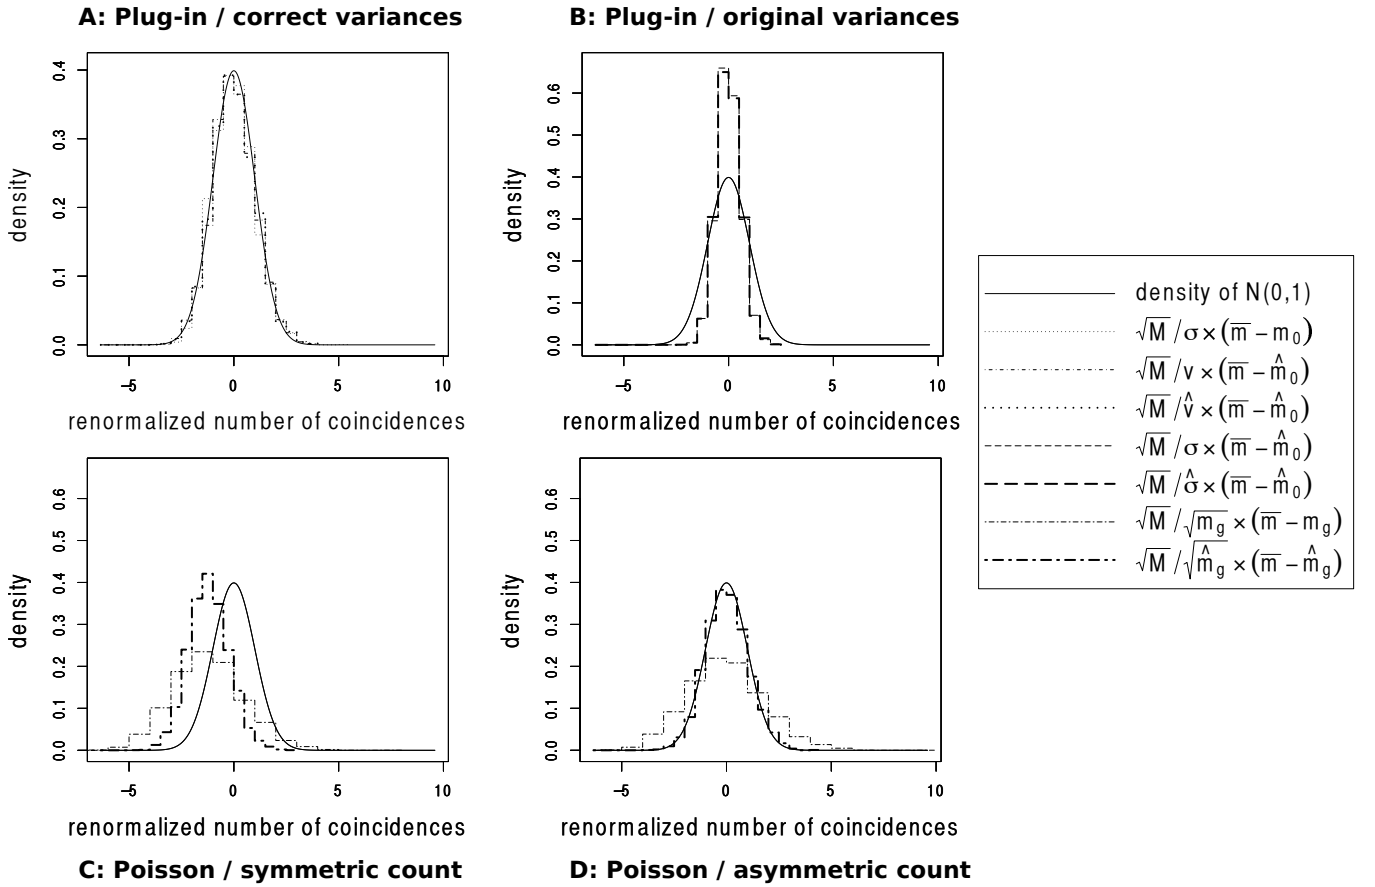 A: Plug-in / correct variances
B: Plug-in / original variances
density
0.0 0.1 0.2 0.3 0.4
−5 0 5 10
renormalized number of coincidences
density
0.0 0.1 0.2 0.3 0.4 0.5 0.6
−5 0 5 10
renormalized number of coincidences
density
0.0 0.1 0.2 0.3 0.4 0.5 0.6
−5 0 5 10
renormalized number of coincidences
C: Poisson / symmetric count
density
0.0 0.1 0.2 0.3 0.4 0.5 0.6
−5 0 5 10
renormalized number of coincidences
D: Poisson / asymmetric count
density of N(0,1)
√M / σ × (m̅ − m₀)
√M / v × (m̅ − m̂₀)
√M / v̂ × (m̅ − m̂₀)
√M / σ × (m̅ − m̂₀)
√M / σ̂ × (m̅ − m̂₀)
√M / √m_g × (m̅ − m_g)
√M / √m̂_g × (m̅ − m̂_g)